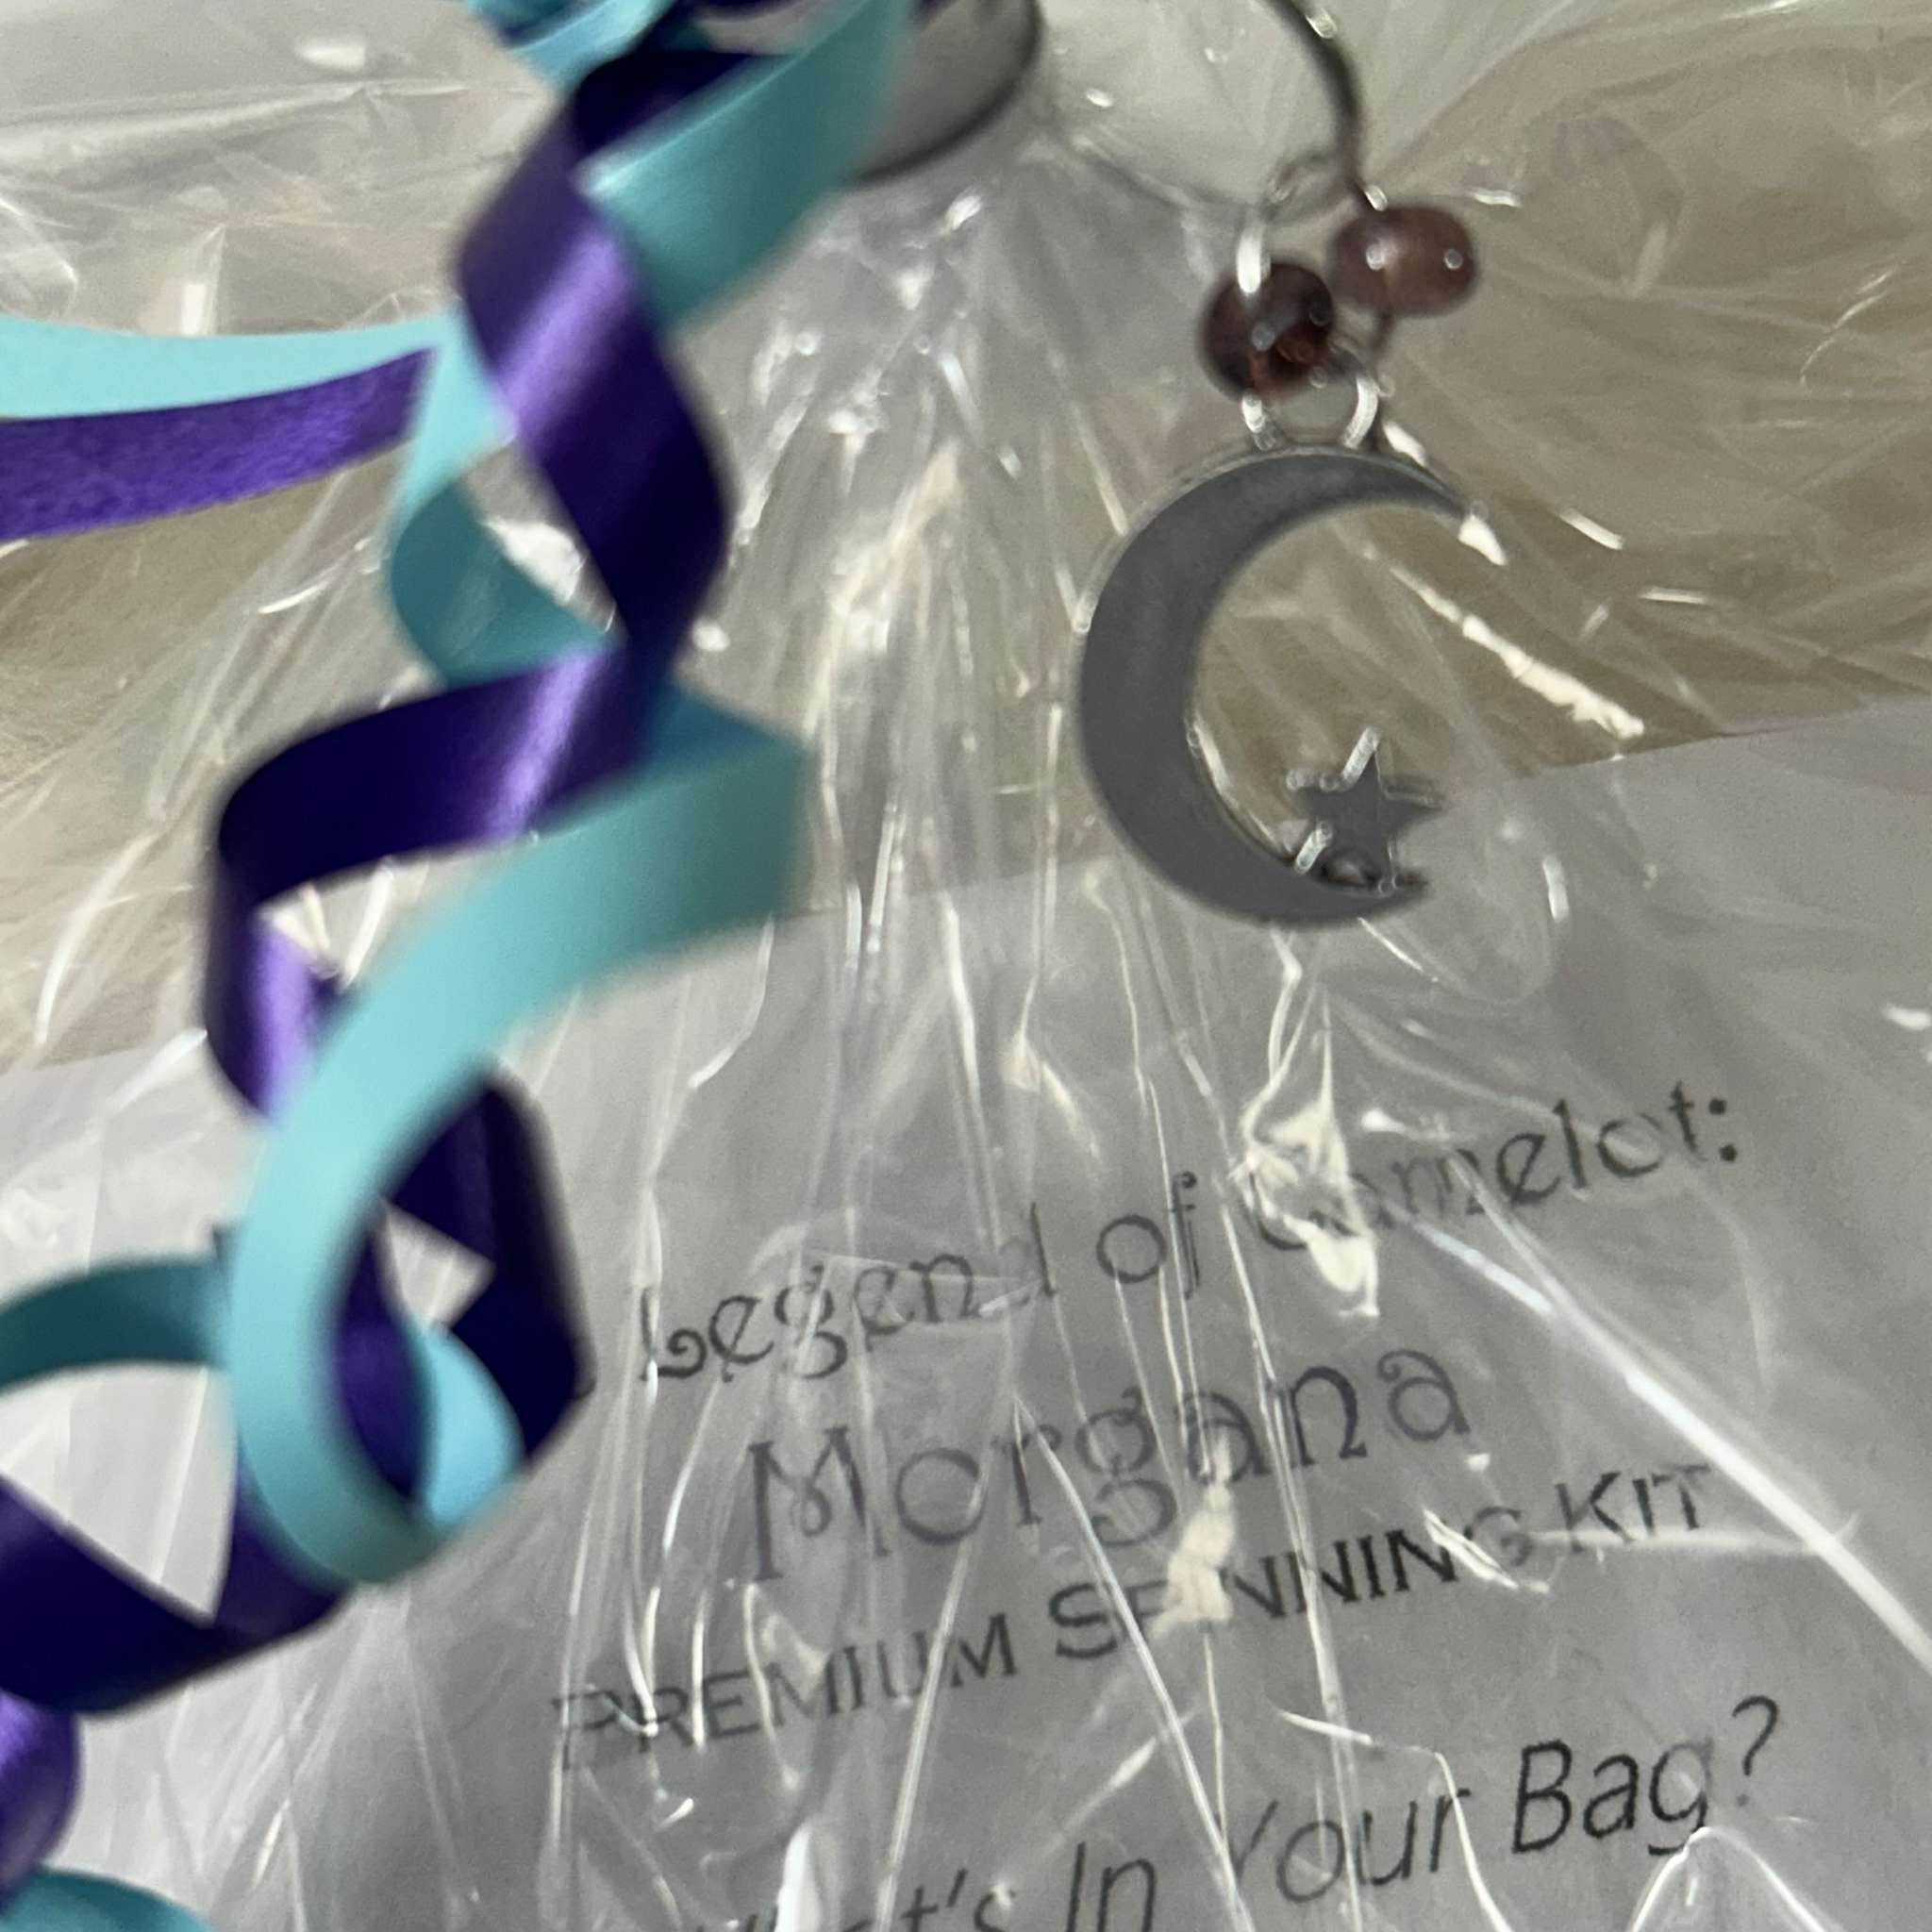 Legend of Camelot:
Morgana
PREMIUM SPINNING KIT
What's In Your Bag?